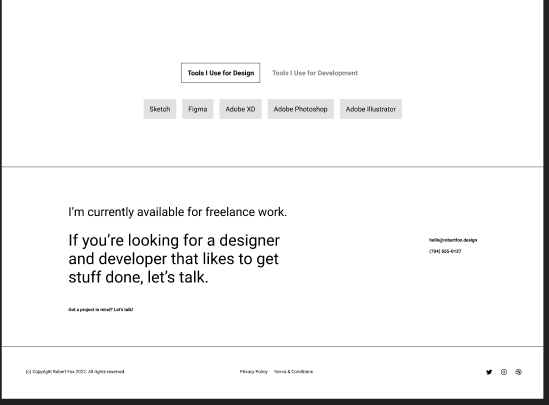 Tools I Use for Design Tools I Use for Development
Sketch Figma Adobe XD Adobe Photoshop Adobe Illustrator
I'm currently available for freelance work.
If you're looking for a designer
and developer that likes to get
stuff done, let's talk.
hello@robertfox.design
(704) 555-0127
Got a project in mind? Let's talk!
(c) Copyright Robert Fox 2022. All rights reserved. Privacy Policy Terms & Conditions